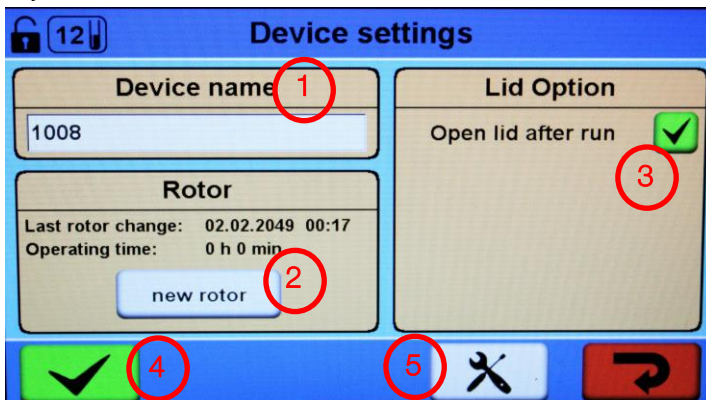 12
Device settings
Device name
1
1008
Lid Option
Open lid after run
3
Rotor
Last rotor change: 02.02.2049 00:17
Operating time: 0 h 0 min
2
new rotor
4
5